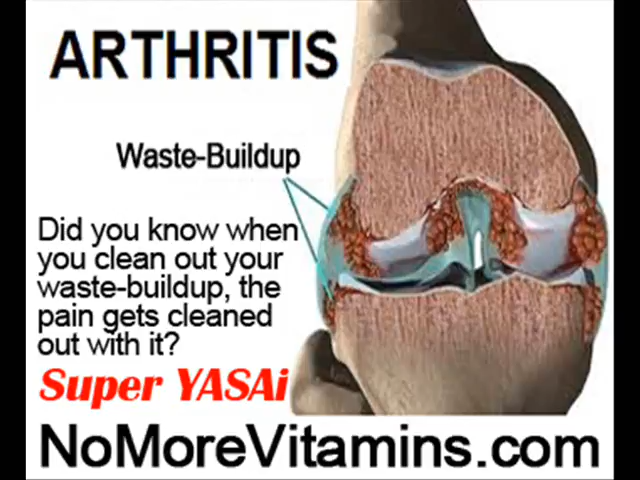 ARTHRITIS
Waste-Buildup
Did you know when
you clean out your
waste-buildup, the
pain gets cleaned
out with it?
Super YASAi
NoMoreVitamins.com